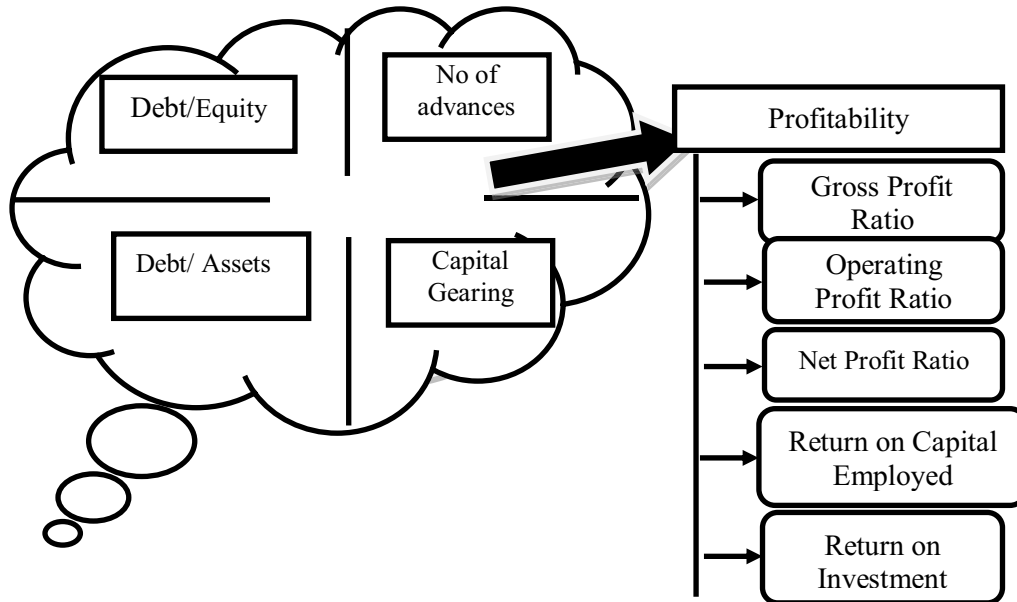 Debt/Equity
No of
advances
Debt/ Assets
Capital
Gearing
Profitability
Gross Profit
Ratio
Operating
Profit Ratio
Net Profit Ratio
Return on Capital
Employed
Return on
Investment